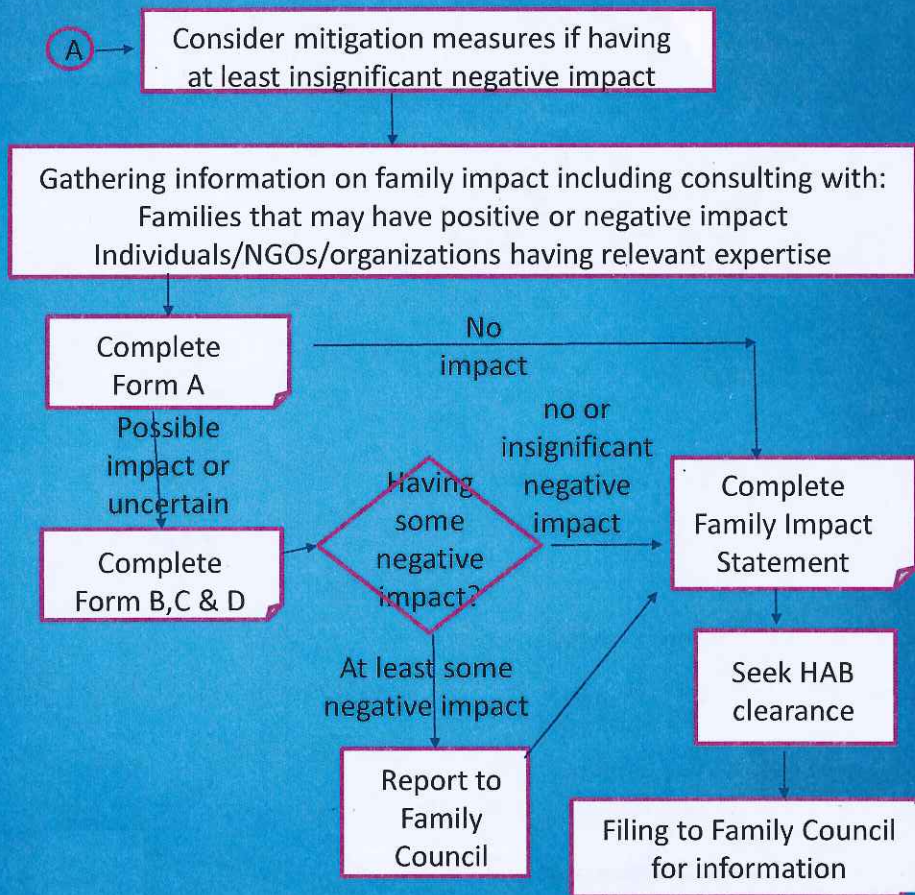 A
Consider mitigation measures if having
at least insignificant negative impact
Gathering information on family impact including consulting with:
Families that may have positive or negative impact
Individuals/NGOs/organizations having relevant expertise
Complete
Form A
No
impact
Possible
impact or
uncertain
no or
insignificant
negative
impact
Having
some
negative
impact?
Complete
Family Impact
Statement
Complete
Form B,C & D
At least some
negative impact
Seek HAB
clearance
Report to
Family
Council
Filing to Family Council
for information